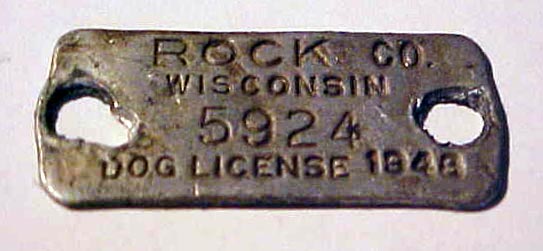 ROCK CO.
WISCONSIN
5924
DOG LICENSE 1948